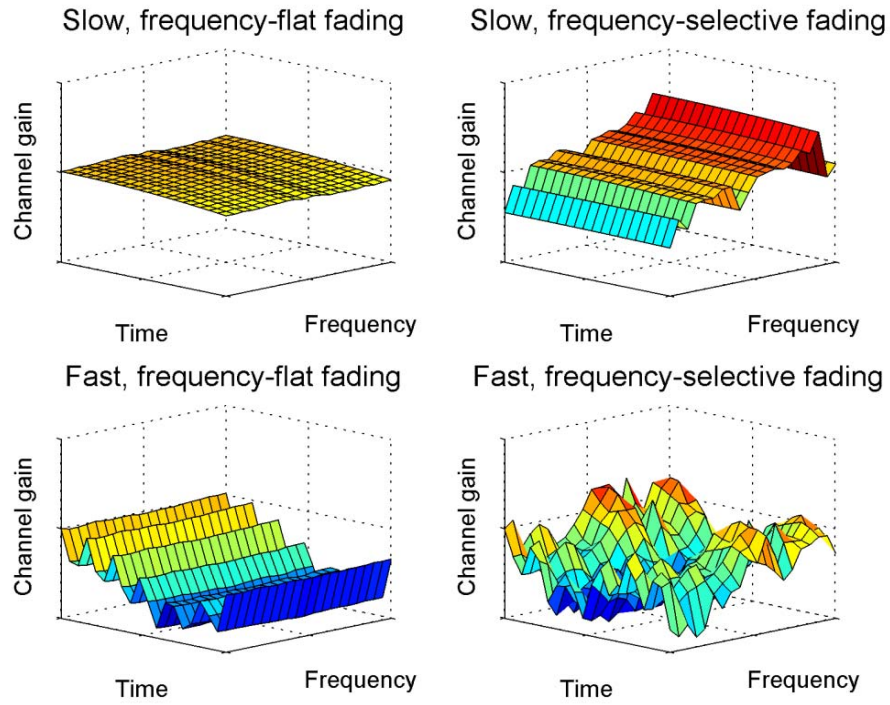 Slow, frequency-flat fading
Channel gain
Time
Frequency
Slow, frequency-selective fading
Channel gain
Time
Frequency
Fast, frequency-flat fading
Channel gain
Time
Frequency
Fast, frequency-selective fading
Channel gain
Time
Frequency